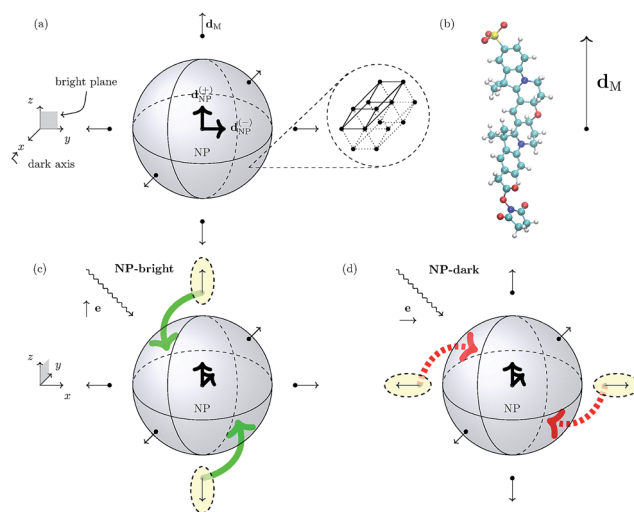 (a)
d_M
(b)
bright plane
z
y
x
dark axis
d_NP^(+)
d_NP^(-)
NP
d_M
(c)
NP-bright
e
z
y
x
NP
(d)
NP-dark
e
NP